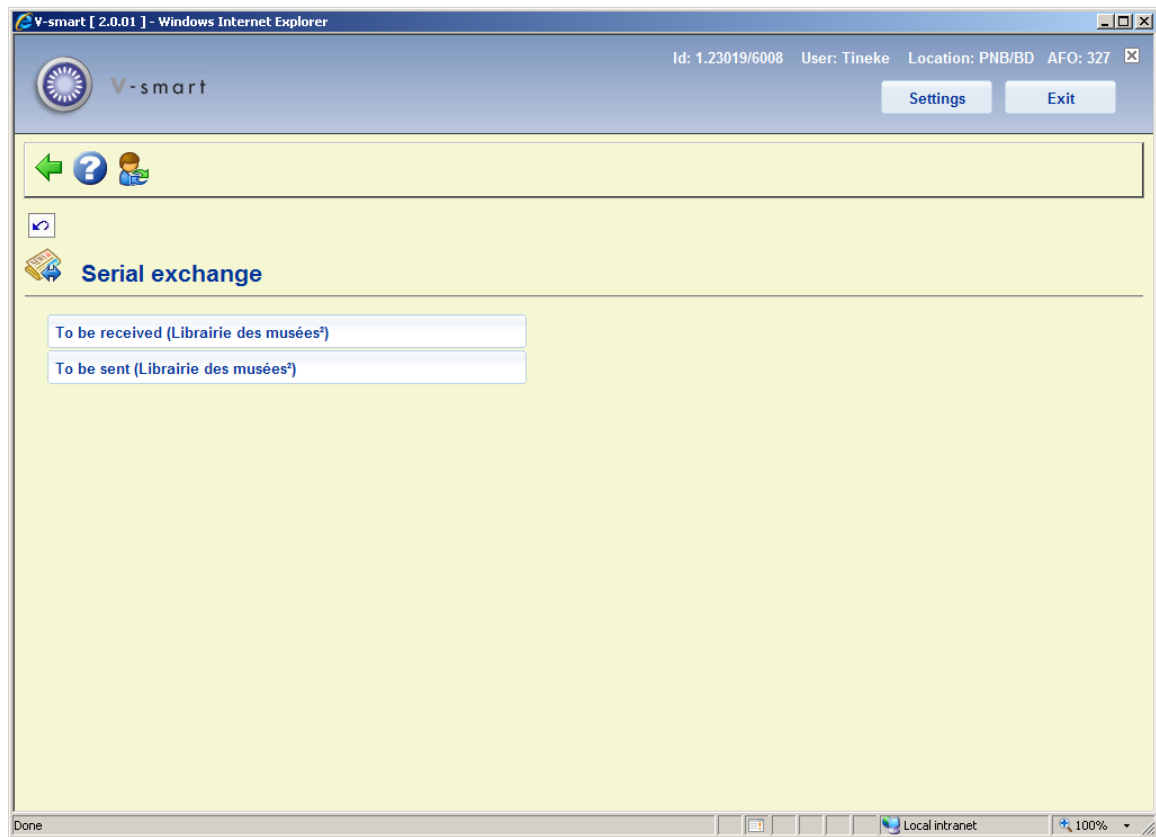 V-smart [ 2.0.01 ] - Windows Internet Explorer
Id: 1.23019/6008 User: Tineke Location: PNB/BD AFO: 327
V-smart
Settings Exit
Serial exchange
To be received (Librairie des musées²)
To be sent (Librairie des musées²)
Done Local intranet 100%